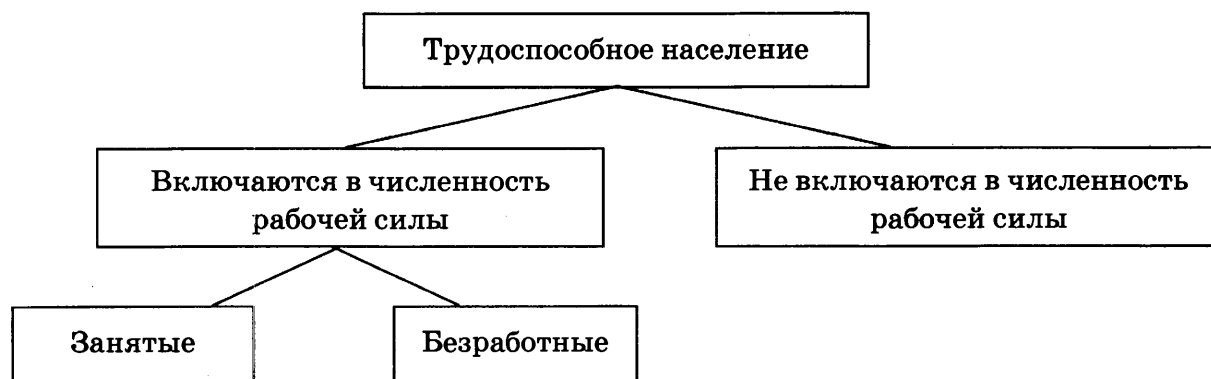 Трудоспособное население
Включаются в численность
рабочей силы
Не включаются в численность
рабочей силы
Занятые
Безработные